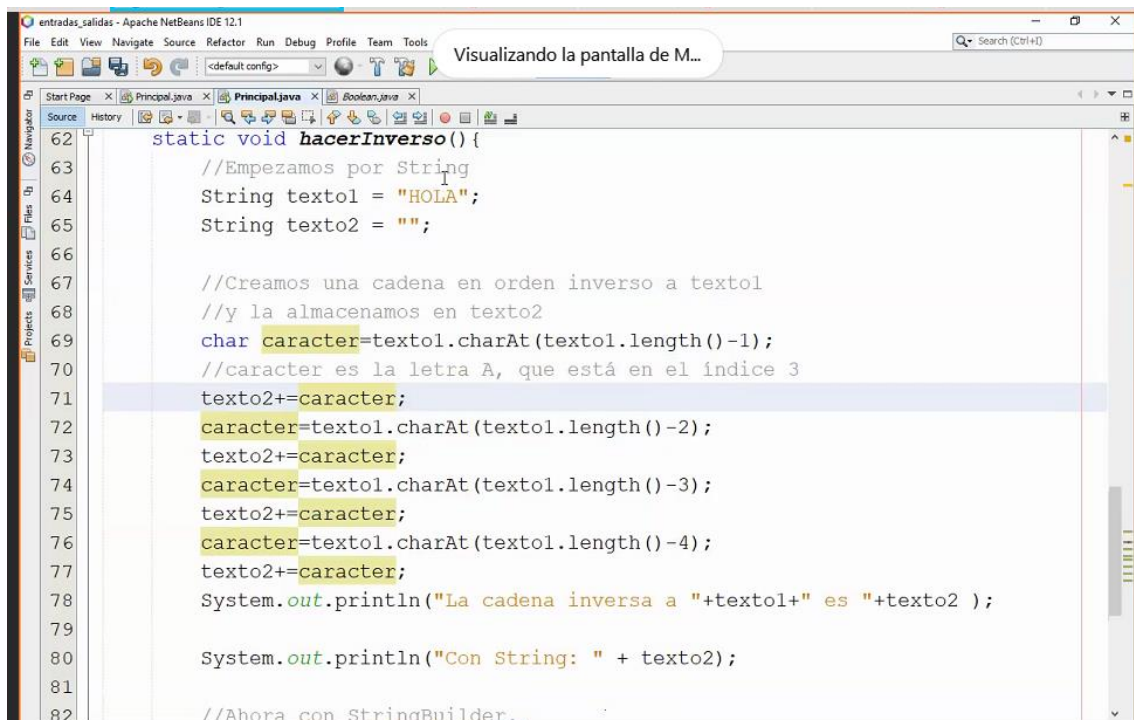 entradas_salidas - Apache NetBeans IDE 12.1
File Edit View Navigate Source Refactor Run Debug Profile Team Tools
Visualizando la pantalla de M...
Search (Ctrl+I)
<default config>
Start Page Principal.java Principal.java Boolean.java
Source History
Navigator
Files
Services
Projects
62 static void hacerInverso(){
63 //Empezamos por String
64 String texto1 = "HOLA";
65 String texto2 = "";
66
67 //Creamos una cadena en orden inverso a texto1
68 //y la almacenamos en texto2
69 char caracter=texto1.charAt(texto1.length()-1);
70 //caracter es la letra A, que está en el índice 3
71 texto2+=caracter;
72 caracter=texto1.charAt(texto1.length()-2);
73 texto2+=caracter;
74 caracter=texto1.charAt(texto1.length()-3);
75 texto2+=caracter;
76 caracter=texto1.charAt(texto1.length()-4);
77 texto2+=caracter;
78 System.out.println("La cadena inversa a "+texto1+" es "+texto2 );
79
80 System.out.println("Con String: " + texto2);
81
82 //Ahora con StringBuilder.